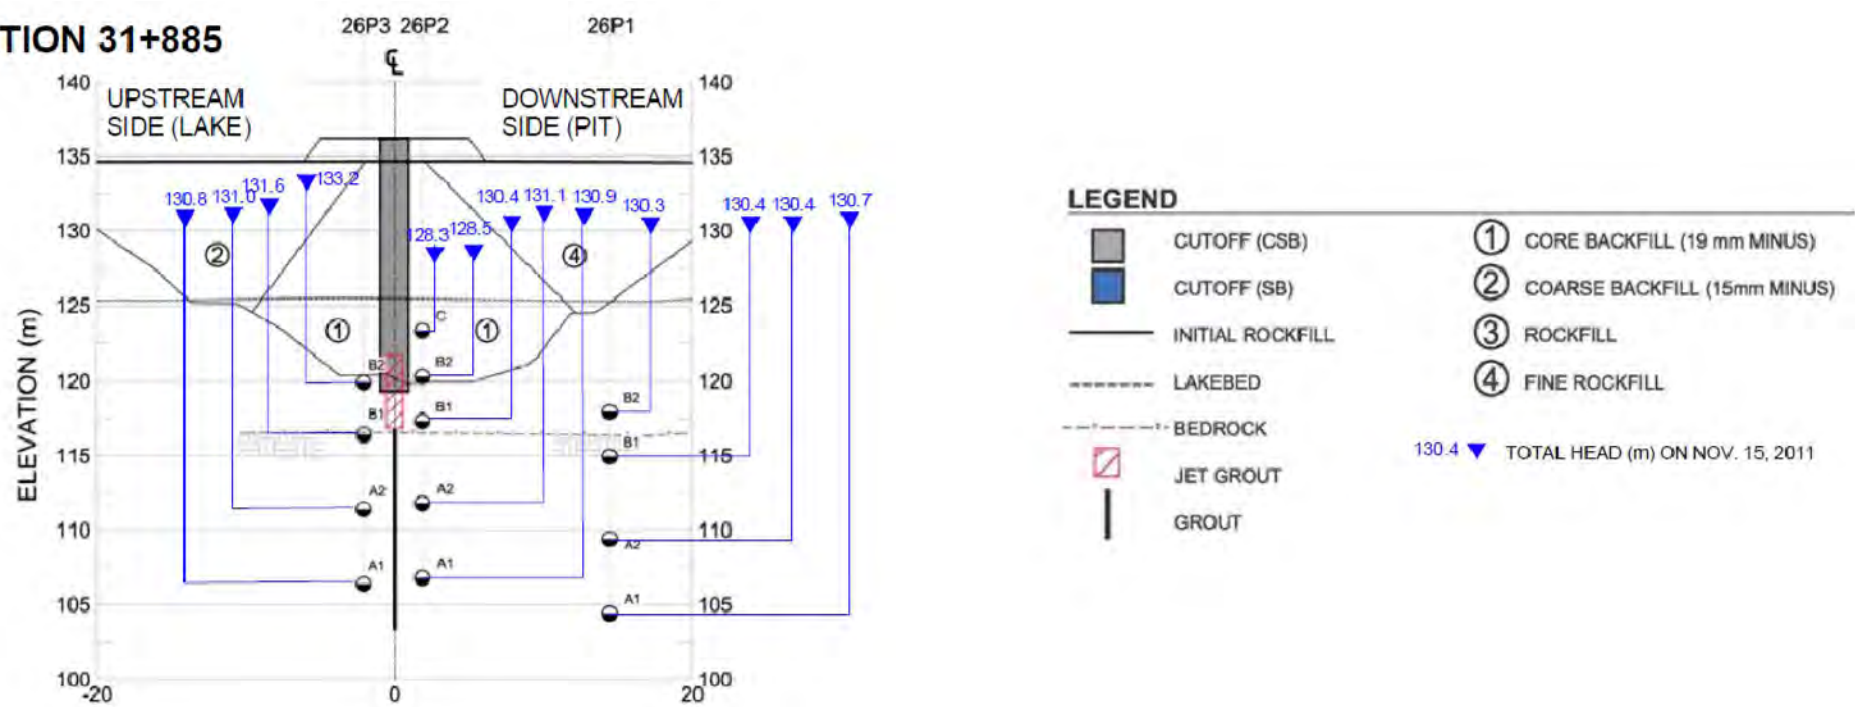 TION 31+885
26P3 26P2 26P1
℄
140 140
UPSTREAM
SIDE (LAKE)
DOWNSTREAM
SIDE (PIT)
135 135
130.8 131.0 131.6 133.2 128.3 128.5 130.4 131.1 130.9 130.3 130.4 130.4 130.7
130 130
2 4
125 125
1 C 1
B2 B2
120 120
B1 B1 B2
B1
115 115
A2 A2
110 110
A2
A1 A1
105 A1 105
100 100
-20 0 20
ELEVATION (m)
LEGEND
CUTOFF (CSB)
CUTOFF (SB)
INITIAL ROCKFILL
LAKEBED
BEDROCK
JET GROUT
GROUT
1 CORE BACKFILL (19 mm MINUS)
2 COARSE BACKFILL (15mm MINUS)
3 ROCKFILL
4 FINE ROCKFILL
130.4 TOTAL HEAD (m) ON NOV. 15, 2011